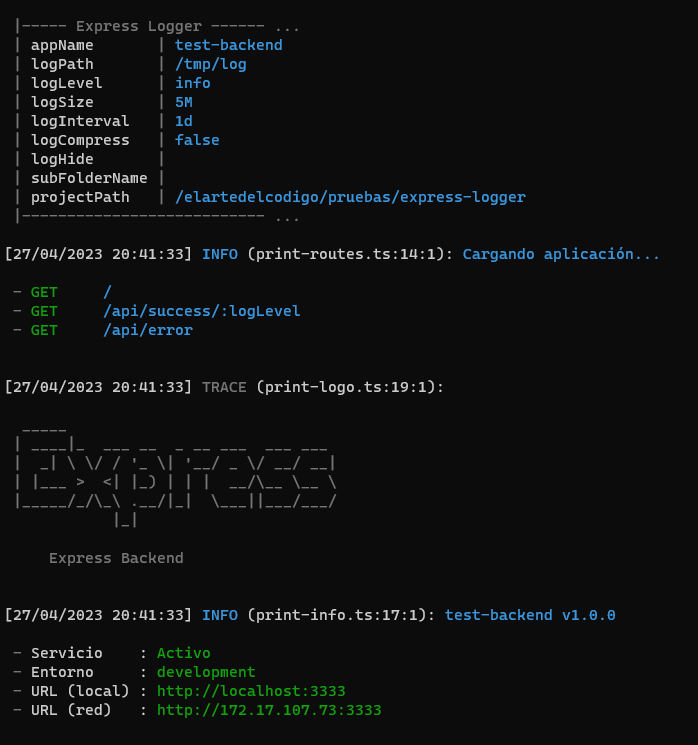 |----- Express Logger ------ ...
| appName       | test-backend
| logPath       | /tmp/log
| logLevel      | info
| logSize       | 5M
| logInterval   | 1d
| logCompress   | false
| logHide       |
| subFolderName |
| projectPath   | /elartedelcodigo/pruebas/express-logger
|--------------------------- ...
[27/04/2023 20:41:33] INFO (print-routes.ts:14:1): Cargando aplicación...
- GET     /
- GET     /api/success/:logLevel
- GET     /api/error
[27/04/2023 20:41:33] TRACE (print-logo.ts:19:1):
  _____
 | ____|_  ___ __  _ __ ___  ___ ___
 |  _| \ \/ / '_ \| '__/ _ \/ __/ __|
 | |___ >  <| |_) | | |  __/\__ \__ \
 |_____/_/\_\ .__/|_|  \___||___/___/
            |_|
Express Backend
[27/04/2023 20:41:33] INFO (print-info.ts:17:1): test-backend v1.0.0
- Servicio    : Activo
- Entorno     : development
- URL (local) : http://localhost:3333
- URL (red)   : http://172.17.107.73:3333